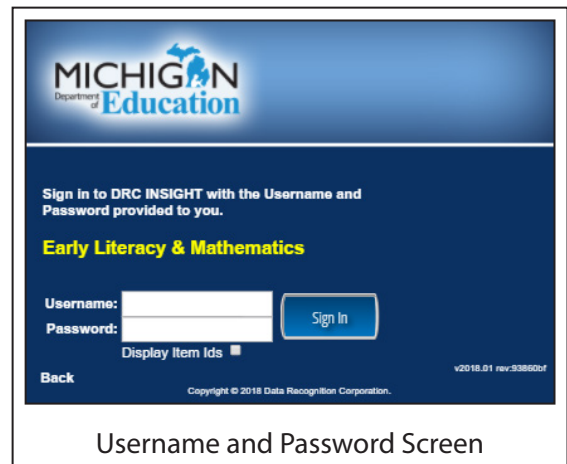 MICHIGAN
Department of Education
Sign in to DRC INSIGHT with the Username and
Password provided to you.
Early Literacy & Mathematics
Username:
Sign In
Password:
Display Item Ids
Back
v2018.01 rev:93860bf
Copyright © 2018 Data Recognition Corporation.
Username and Password Screen